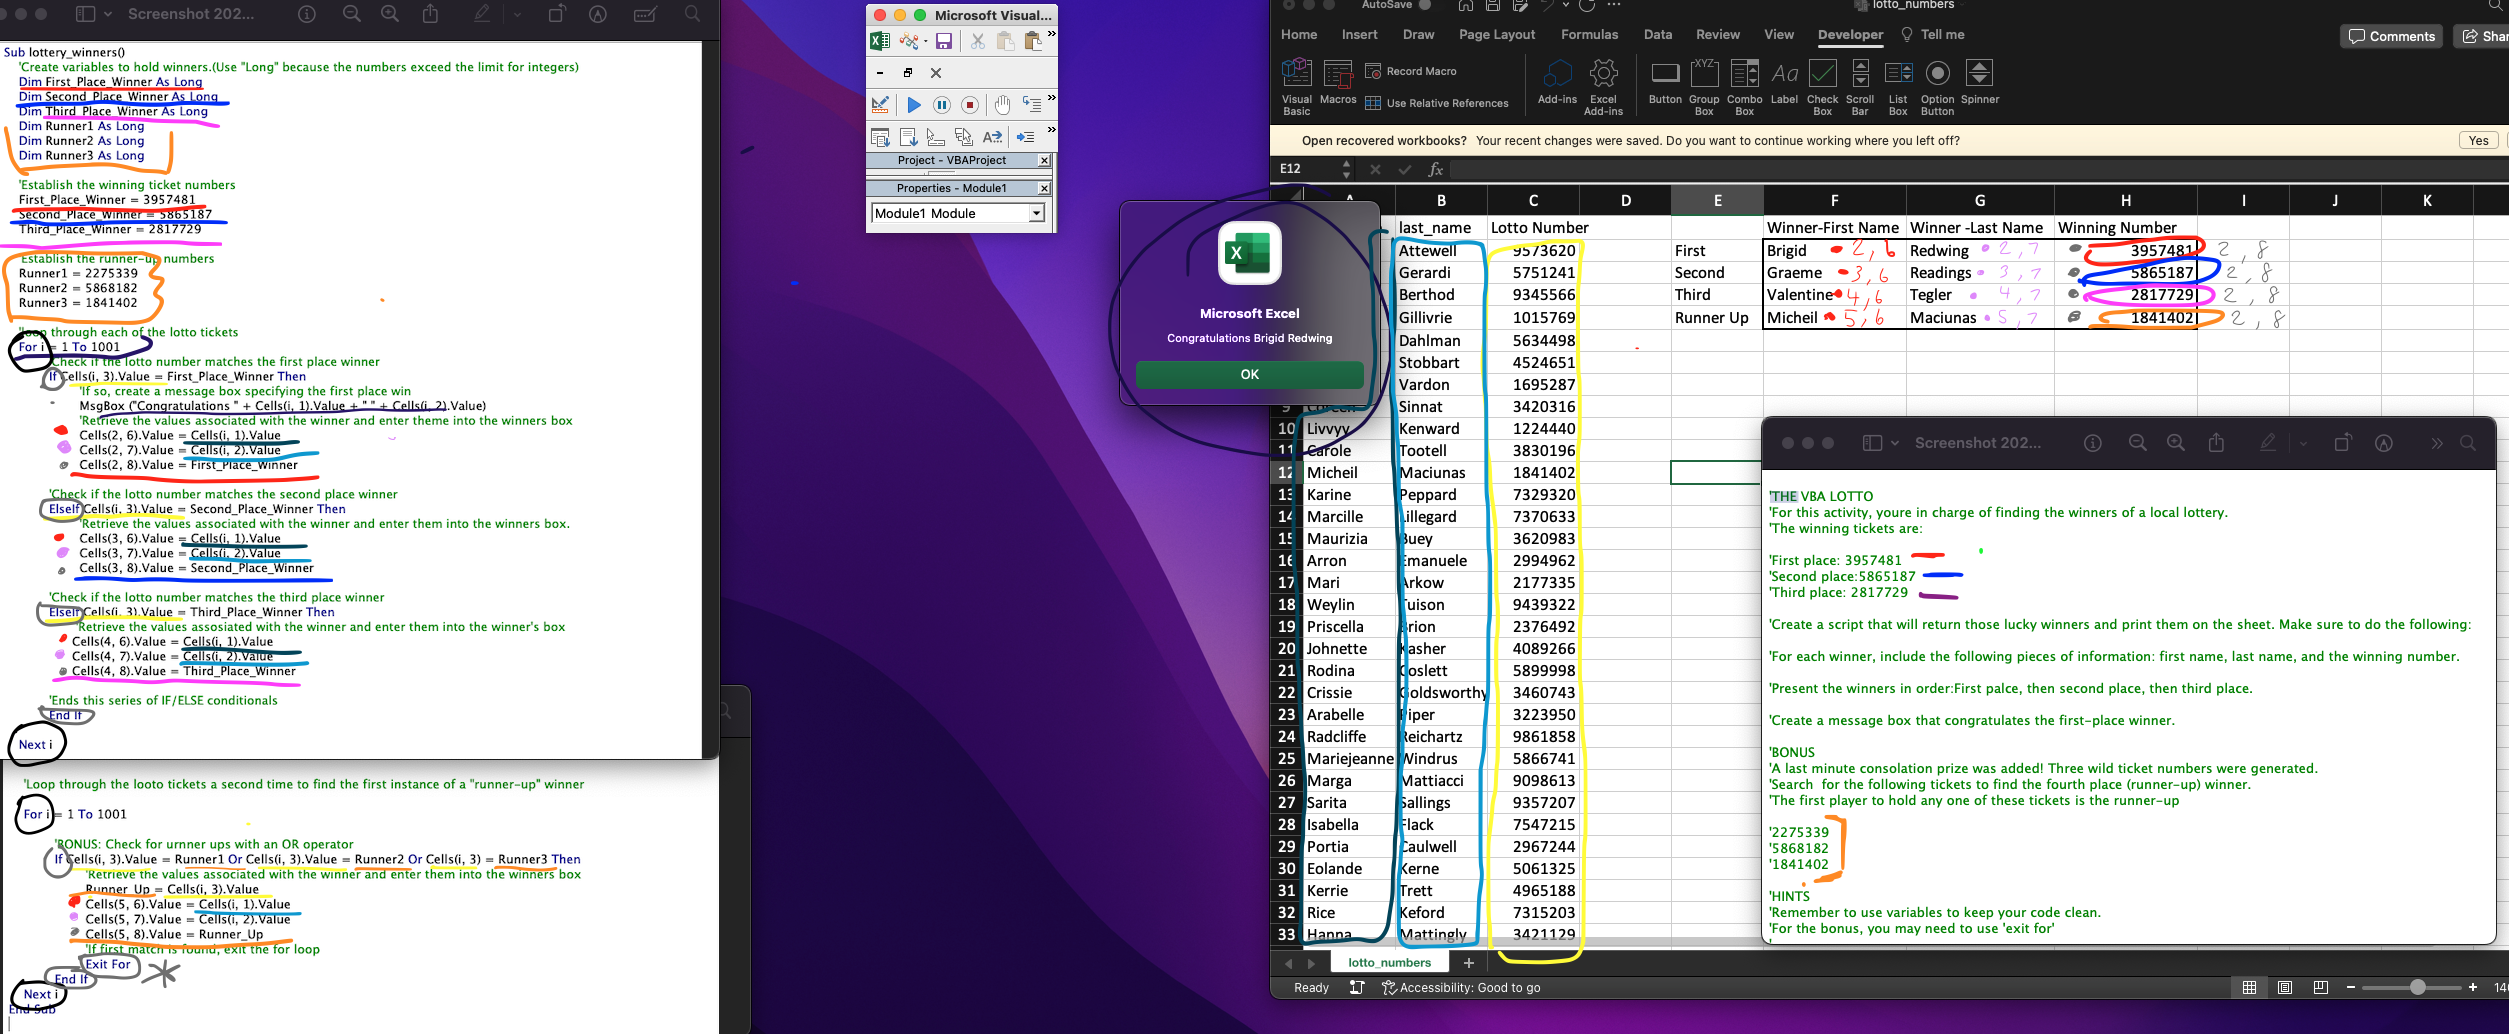 Screenshot 202...
Sub lottery_winners()
'Create variables to hold winners.(Use "Long" because the numbers exceed the limit for integers)
Dim First_Place_Winner As Long
Dim Second_Place_Winner As Long
Dim Third_Place_Winner As Long
Dim Runner1 As Long
Dim Runner2 As Long
Dim Runner3 As Long
'Establish the winning ticket numbers
First_Place_Winner = 3957481
Second_Place_Winner = 5865187
Third_Place_Winner = 2817729
'Establish the runner-up numbers
Runner1 = 2275339
Runner2 = 5868182
Runner3 = 1841402
'loop through each of the lotto tickets
For i = 1 To 1001
'Check if the lotto number matches the first place winner
If Cells(i, 3).Value = First_Place_Winner Then
'If so, create a message box specifying the first place win
MsgBox ("Congratulations " + Cells(i, 1).Value + " " + Cells(i, 2).Value)
'Retrieve the values associated with the winner and enter theme into the winners box
Cells(2, 6).Value = Cells(i, 1).Value
Cells(2, 7).Value = Cells(i, 2).Value
Cells(2, 8).Value = First_Place_Winner
'Check if the lotto number matches the second place winner
ElseIf Cells(i, 3).Value = Second_Place_Winner Then
'Retrieve the values associated with the winner and enter them into the winners box.
Cells(3, 6).Value = Cells(i, 1).Value
Cells(3, 7).Value = Cells(i, 2).Value
Cells(3, 8).Value = Second_Place_Winner
'Check if the lotto number matches the third place winner
ElseIf Cells(i, 3).Value = Third_Place_Winner Then
'Retrieve the values assosiated with the winner and enter them into the winner's box
Cells(4, 6).Value = Cells(i, 1).Value
Cells(4, 7).Value = Cells(i, 2).Value
Cells(4, 8).Value = Third_Place_Winner
'Ends this series of IF/ELSE conditionals
End If
Next i
'Loop through the looto tickets a second time to find the first instance of a "runner-up" winner
For i = 1 To 1001
'BONUS: Check for urnner ups with an OR operator
If Cells(i, 3).Value = Runner1 Or Cells(i, 3).Value = Runner2 Or Cells(i, 3) = Runner3 Then
'Retrieve the values associated with the winner and enter them into the winners box
Runner_Up = Cells(i, 3).Value
Cells(5, 6).Value = Cells(i, 1).Value
Cells(5, 7).Value = Cells(i, 2).Value
Cells(5, 8).Value = Runner_Up
'If first match is found, exit the for loop
Exit For
End If
Next i
End Sub
Microsoft Visual...
Project - VBAProject
Properties - Module1
Module1 Module
Microsoft Excel
Congratulations Brigid Redwing
OK
AutoSave
lotto_numbers
Home Insert Draw Page Layout Formulas Data Review View Developer Tell me
Comments
Visual Basic
Macros
Record Macro
Use Relative References
Add-ins
Excel Add-ins
Button
Group Box
Combo Box
Label
Check Box
Scroll Bar
List Box
Option Button
Spinner
Open recovered workbooks? Your recent changes were saved. Do you want to continue working where you left off?
Yes
E12
fx
A B C D E F G H I J K
last_name Lotto Number Winner-First Name Winner -Last Name Winning Number
Attewell 9573620 First Brigid 2,6 Redwing 2,7 3957481 2,8
Gerardi 5751241 Second Graeme 3,6 Readings 3,7 5865187 2,8
Berthod 9345566 Third Valentine 4,6 Tegler 4,7 2817729 2,8
Gillivrie 1015769 Runner Up Micheil 5,6 Maciunas 5,7 1841402 2,8
Dahlman 5634498
Stobbart 4524651
Vardon 1695287
9 Sinnat 3420316
10 Livvyy Kenward 1224440
11 Carole Tootell 3830196
12 Micheil Maciunas 1841402
13 Karine Peppard 7329320
14 Marcille Lillegard 7370633
15 Maurizia Buey 3620983
16 Arron Emanuele 2994962
17 Mari Arkow 2177335
18 Weylin Tuison 9439322
19 Priscella Brion 2376492
20 Johnette Kasher 4089266
21 Rodina Coslett 5899998
22 Crissie Goldsworthy 3460743
23 Arabelle Piper 3223950
24 Radcliffe Reichartz 9861858
25 Mariejeanne Windrus 5866741
26 Marga Mattiacci 9098613
27 Sarita Sallings 9357207
28 Isabella Flack 7547215
29 Portia Caulwell 2967244
30 Eolande Kerne 5061325
31 Kerrie Trett 4965188
32 Rice Keford 7315203
33 Hanna Mattingly 3421129
lotto_numbers
Ready
Accessibility: Good to go
Screenshot 202...
'THE VBA LOTTO
'For this activity, youre in charge of finding the winners of a local lottery.
'The winning tickets are:
'First place: 3957481
'Second place:5865187
'Third place: 2817729
'Create a script that will return those lucky winners and print them on the sheet. Make sure to do the following:
'For each winner, include the following pieces of information: first name, last name, and the winning number.
'Present the winners in order:First palce, then second place, then third place.
'Create a message box that congratulates the first-place winner.
'BONUS
'A last minute consolation prize was added! Three wild ticket numbers were generated.
'Search for the following tickets to find the fourth place (runner-up) winner.
'The first player to hold any one of these tickets is the runner-up
'2275339
'5868182
'1841402
'HINTS
'Remember to use variables to keep your code clean.
'For the bonus, you may need to use 'exit for'